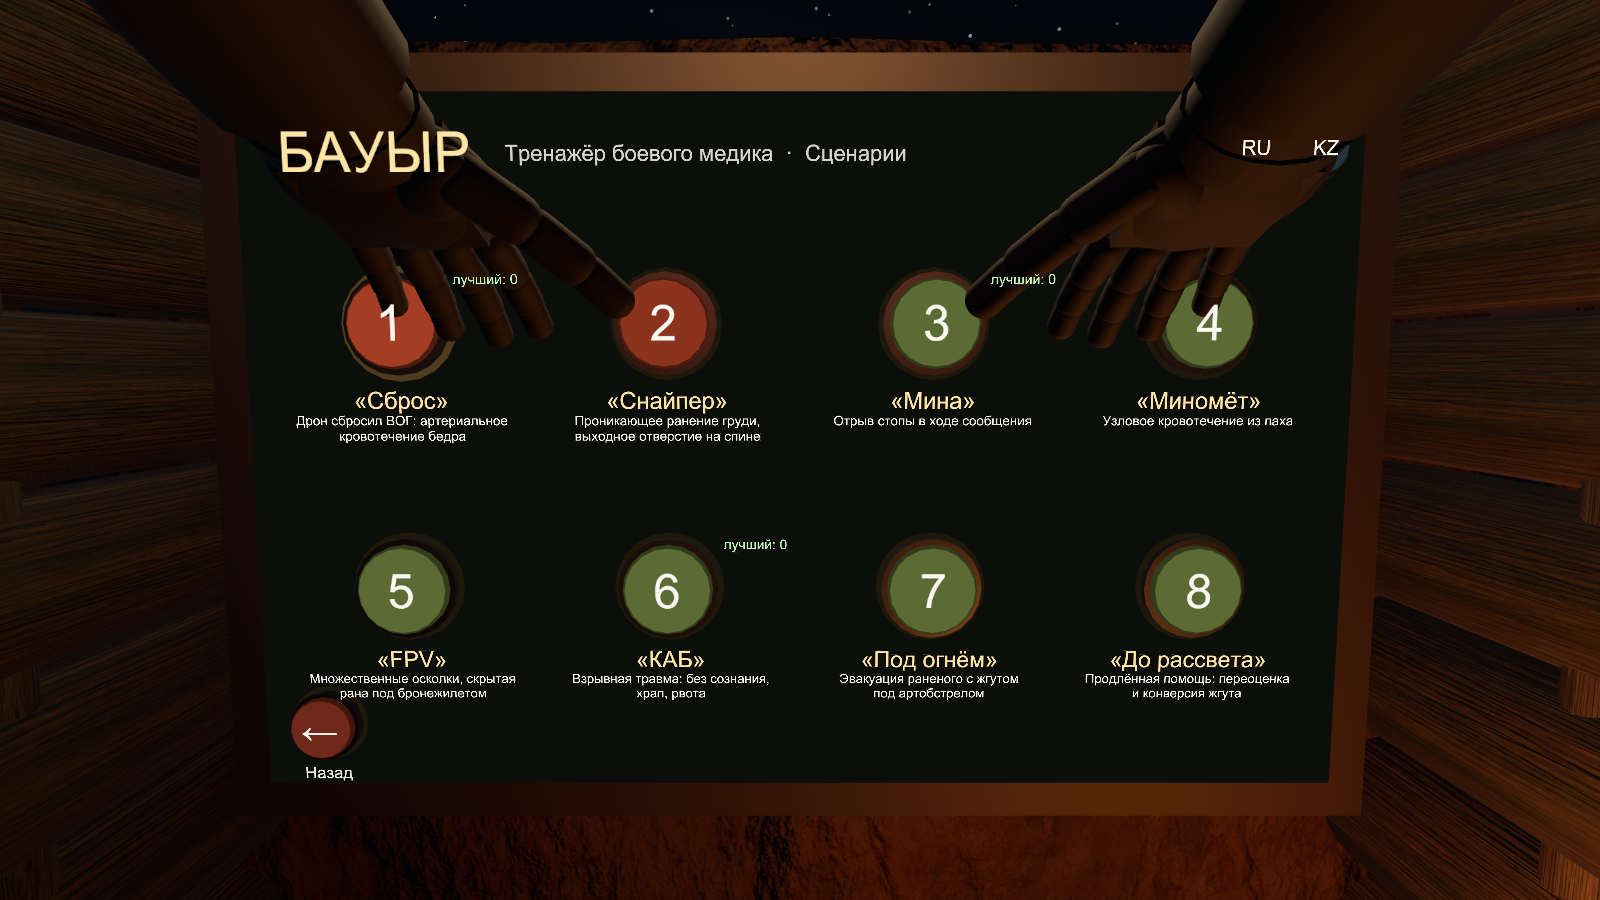 БАУЫР
Тренажёр боевого медика · Сценарии
RU KZ
лучший: 0
лучший: 0
1 2 3 4
«Сброс»
Дрон сбросил ВОГ: артериальное
кровотечение бедра
«Снайпер»
Проникающее ранение груди,
выходное отверстие на спине
«Мина»
Отрыв стопы в ходе сообщения
«Миномёт»
Узловое кровотечение из паха
лучший: 0
5 6 7 8
«FPV»
Множественные осколки, скрытая
рана под бронежилетом
«КАБ»
Взрывная травма: без сознания,
храп, рвота
«Под огнём»
Эвакуация раненого с жгутом
под артобстрелом
«До рассвета»
Продлённая помощь: переоценка
и конверсия жгута
←
Назад